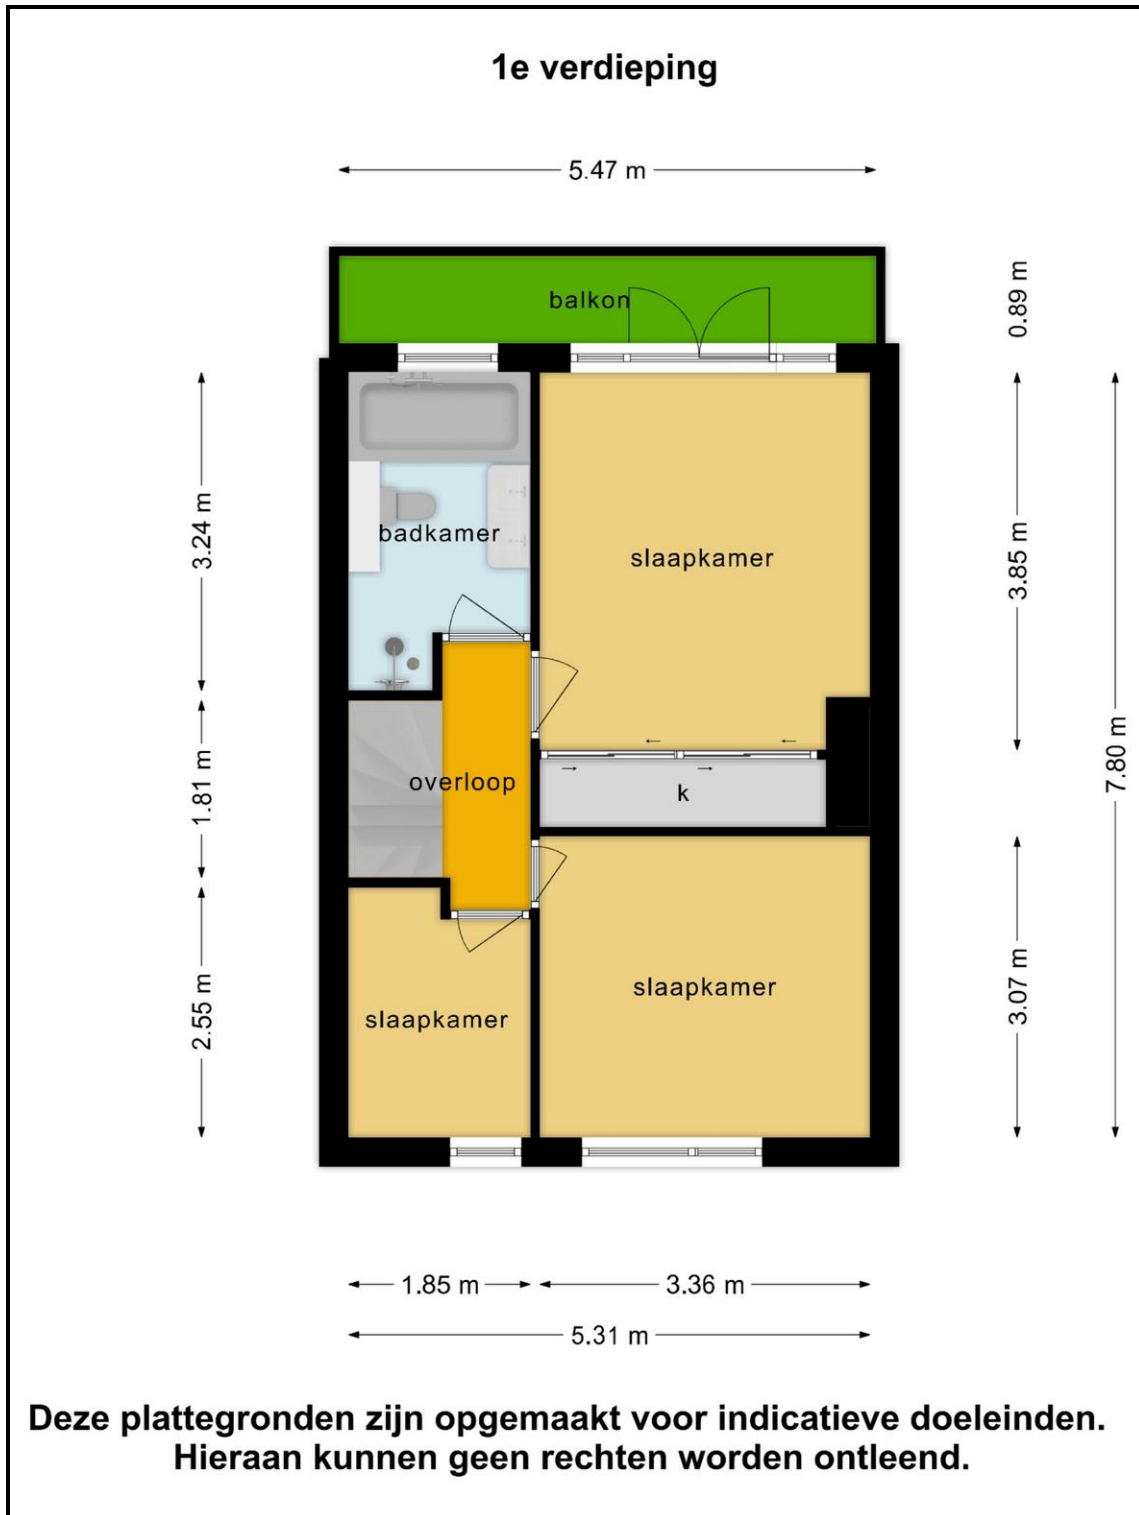 1e verdieping
5.47 m
balkon
0.89 m
badkamer
slaapkamer
3.24 m
3.85 m
overloop
k
1.81 m
7.80 m
slaapkamer
slaapkamer
2.55 m
3.07 m
1.85 m
3.36 m
5.31 m
Deze plattegronden zijn opgemaakt voor indicatieve doeleinden.
Hieraan kunnen geen rechten worden ontleend.